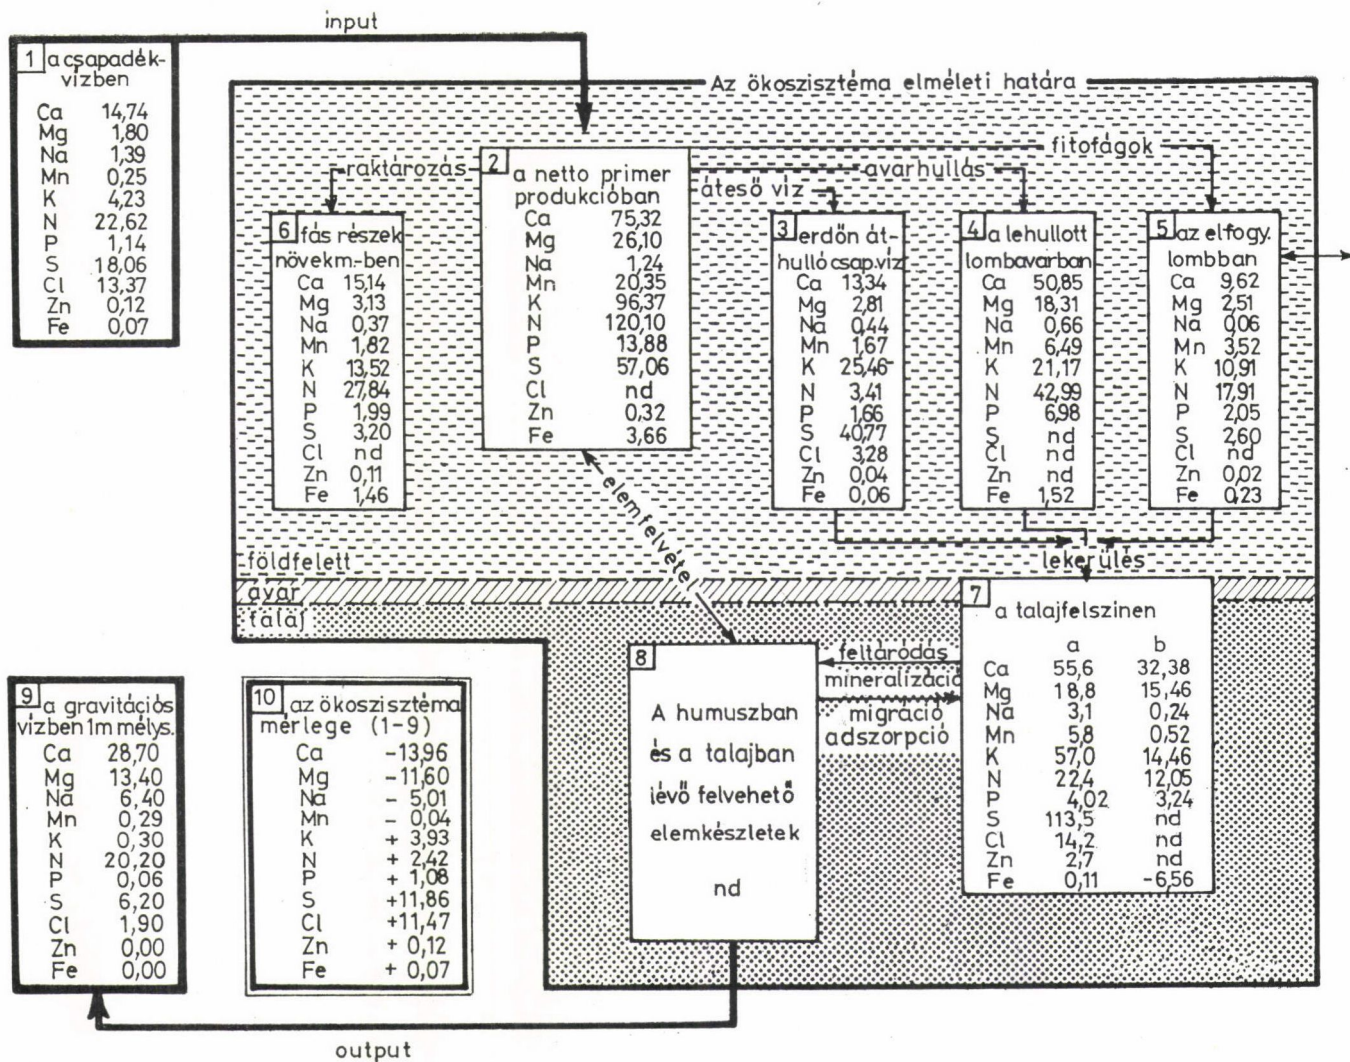 input
1 a csapadék-
vízben
Ca 14,74
Mg 1,80
Na 1,39
Mn 0,25
K 4,23
N 22,62
P 1,14
S 18,06
Cl 13,37
Zn 0,12
Fe 0,07
Az ökoszisztéma elméleti határa
raktározás
áteső víz
avarhullás
fitofágok
2 a netto primer
produkcióban
Ca 75,32
Mg 26,10
Na 1,24
Mn 20,35
K 96,37
N 120,10
P 13,88
S 57,06
Cl nd
Zn 0,32
Fe 3,66
6 fás részek
növekm-ben
Ca 15,14
Mg 3,13
Na 0,37
Mn 1,82
K 13,52
N 27,84
P 1,99
S 3,20
Cl nd
Zn 0,11
Fe 1,46
3 erdőn át-
hulló csap.víz
Ca 13,34
Mg 2,81
Na 0,44
Mn 1,67
K 25,46
N 3,41
P 1,66
S 40,77
Cl 3,28
Zn 0,04
Fe 0,06
4 a lehullott
lombavarban
Ca 50,85
Mg 18,31
Na 0,66
Mn 6,49
K 21,17
N 42,99
P 6,98
S nd
Cl nd
Zn nd
Fe 1,52
5 az elfogy.
lombban
Ca 9,62
Mg 2,51
Na 0,06
Mn 3,52
K 10,91
N 17,91
P 2,05
S 2,60
Cl nd
Zn 0,02
Fe 0,23
elemfelvete
lekerülés
földfelett
avar
talaj
7 a talajfelszinen
a b
Ca 55,6 32,38
Mg 18,8 15,46
Na 3,1 0,24
Mn 5,8 0,52
K 57,0 14,46
N 22,4 12,05
P 4,02 3,24
S 113,5 nd
Cl 14,2 nd
Zn 2,7 nd
Fe 0,11 -6,56
8
A humuszban
és a talajban
lévő felvehető
elemkészletek
nd
feltáródás
mineralizáció
migráció
adszorpció
9 a gravitációs
vízben 1m mélys.
Ca 28,70
Mg 13,40
Na 6,40
Mn 0,29
K 0,30
N 20,20
P 0,06
S 6,20
Cl 1,90
Zn 0,00
Fe 0,00
10 az ökoszisztéma
mérlege (1-9)
Ca -13,96
Mg -11,60
Na - 5,01
Mn - 0,04
K + 3,93
N + 2,42
P + 1,08
S +11,86
Cl +11,47
Zn + 0,12
Fe + 0,07
output